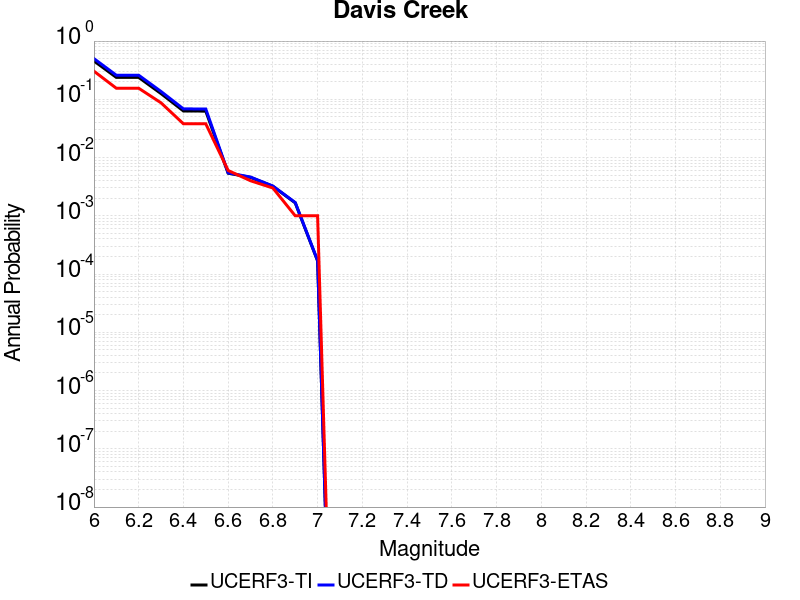 Davis Creek
10^0
10^-1
10^-2
10^-3
10^-4
10^-5
10^-6
10^-7
10^-8
Annual Probability
6 6.2 6.4 6.6 6.8 7 7.2 7.4 7.6 7.8 8 8.2 8.4 8.6 8.8 9
Magnitude
UCERF3-TI UCERF3-TD UCERF3-ETAS